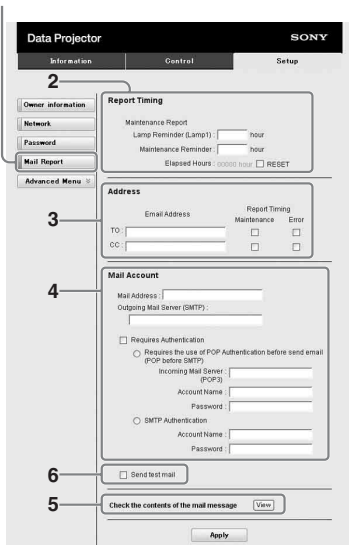 Data Projector
SONY
Information
Control
Setup
2
Owner information
Network
Password
Mail Report
Advanced Menu
Report Timing
Maintenance Report
Lamp Reminder (Lamp1) : hour
Maintenance Reminder : hour
Elapsed Hours : 00000 hour RESET
3
Address
Email Address
Report Timing
Maintenance Error
TO :
CC :
4
Mail Account
Mail Address :
Outgoing Mail Server (SMTP) :
Requires Authentication
Requires the use of POP Authentication before send email
(POP before SMTP)
Incoming Mail Server :
(POP3)
Account Name :
Password :
SMTP Authentication
Account Name :
Password :
6
Send test mail
5
Check the contents of the mail message View
Apply